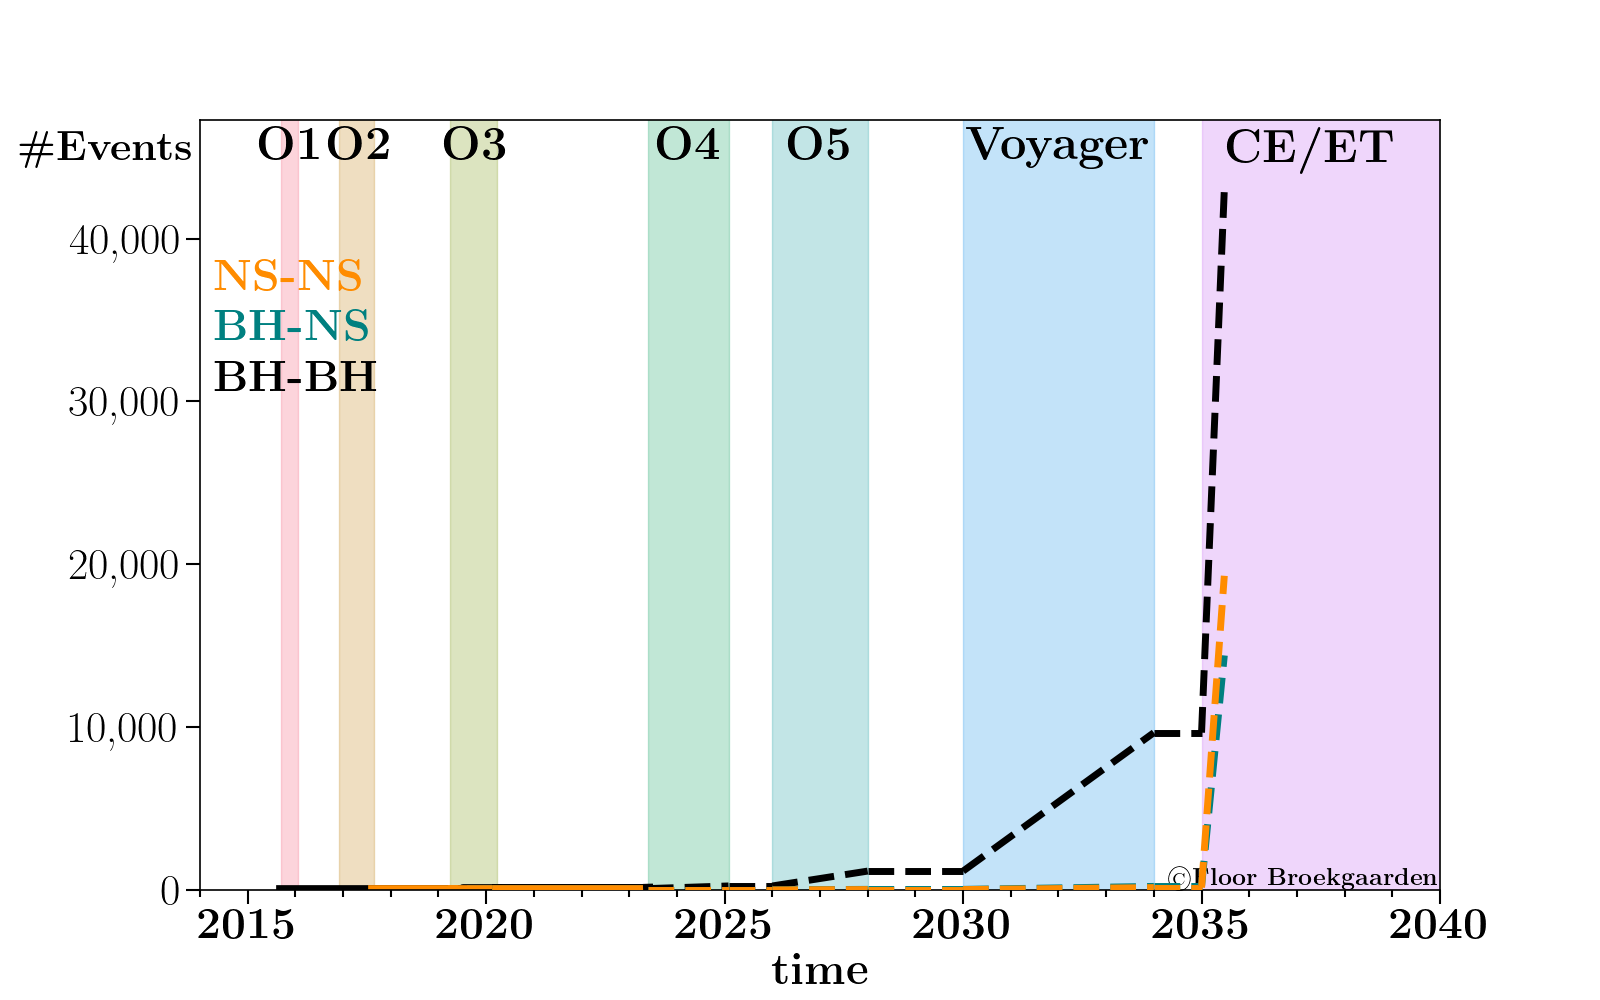 #Events
O1 O2 O3 O4 O5 Voyager CE/ET
40,000
NS-NS
BH-NS
BH-BH
30,000
20,000
10,000
0
©Floor Broekgaarden
2015 2020 2025 2030 2035 2040
time